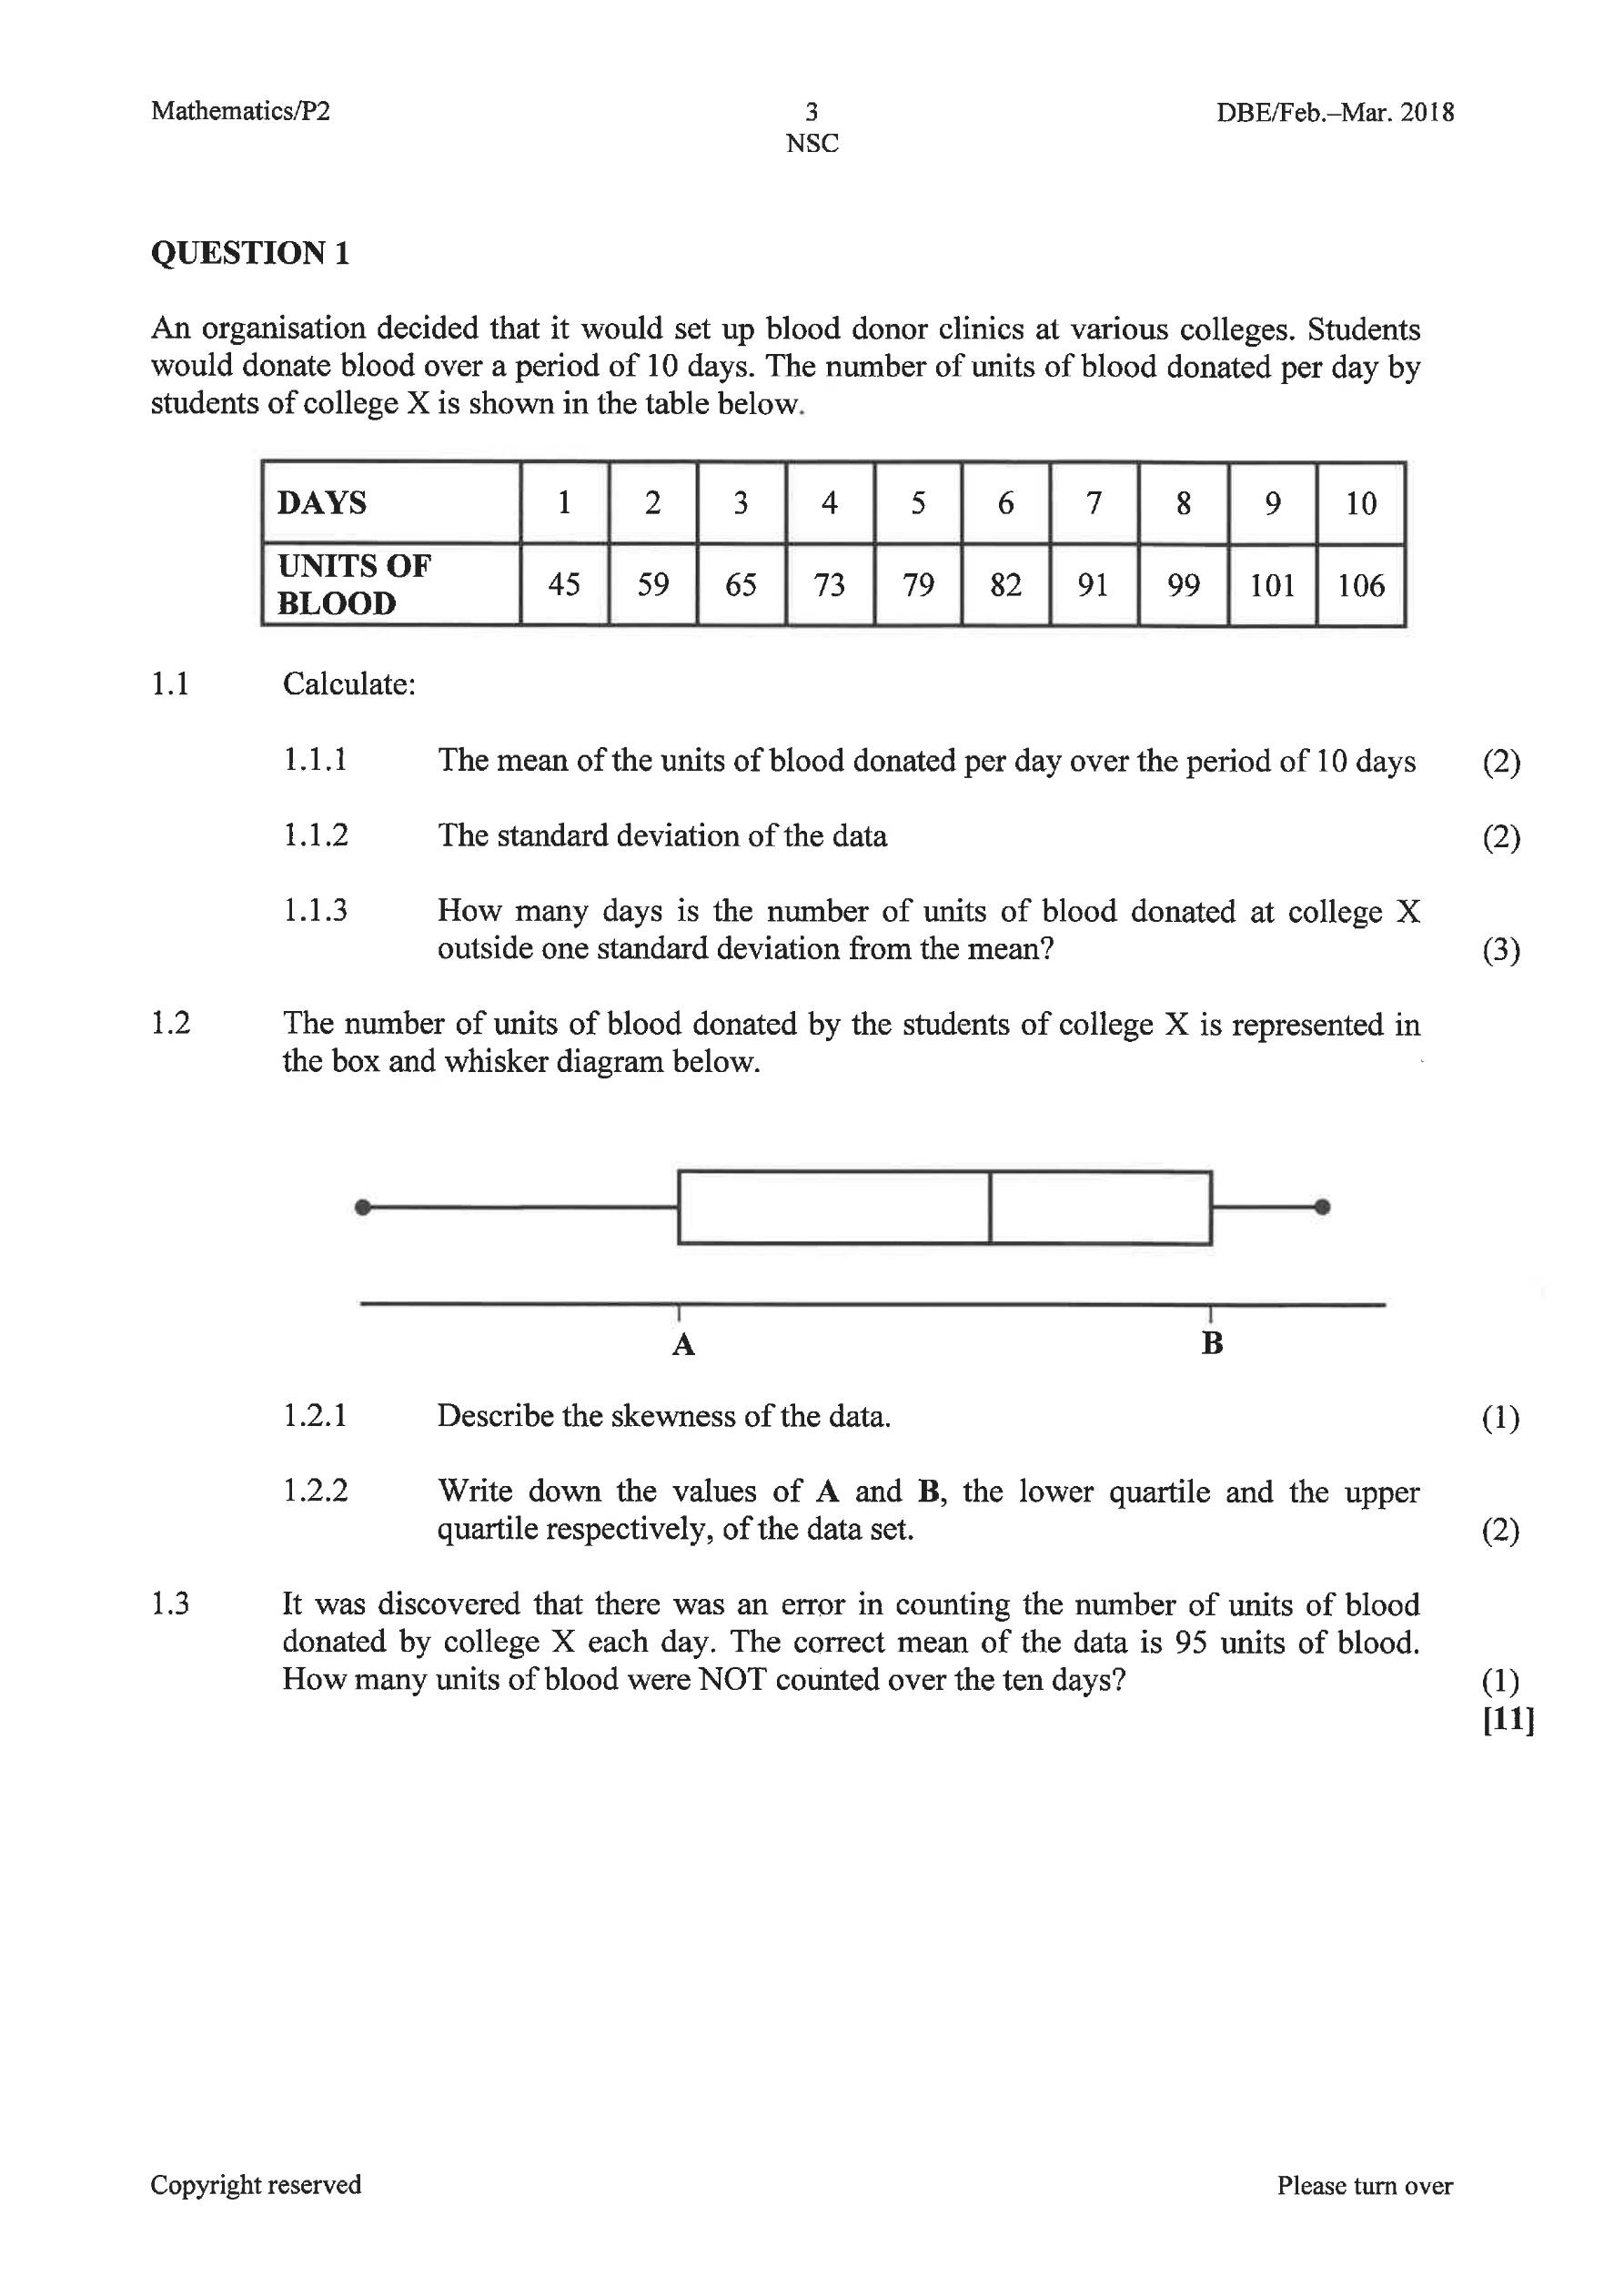 Mathematics/P2 3 DBE/Feb.–Mar. 2018
NSC
QUESTION 1
An organisation decided that it would set up blood donor clinics at various colleges. Students
would donate blood over a period of 10 days. The number of units of blood donated per day by
students of college X is shown in the table below.
DAYS 1 2 3 4 5 6 7 8 9 10
UNITS OF
BLOOD 45 59 65 73 79 82 91 99 101 106
1.1 Calculate:
1.1.1 The mean of the units of blood donated per day over the period of 10 days (2)
1.1.2 The standard deviation of the data (2)
1.1.3 How many days is the number of units of blood donated at college X
outside one standard deviation from the mean? (3)
1.2 The number of units of blood donated by the students of college X is represented in
the box and whisker diagram below.
A B
1.2.1 Describe the skewness of the data. (1)
1.2.2 Write down the values of A and B, the lower quartile and the upper
quartile respectively, of the data set. (2)
1.3 It was discovered that there was an error in counting the number of units of blood
donated by college X each day. The correct mean of the data is 95 units of blood.
How many units of blood were NOT counted over the ten days? (1)
[11]
Copyright reserved Please turn over